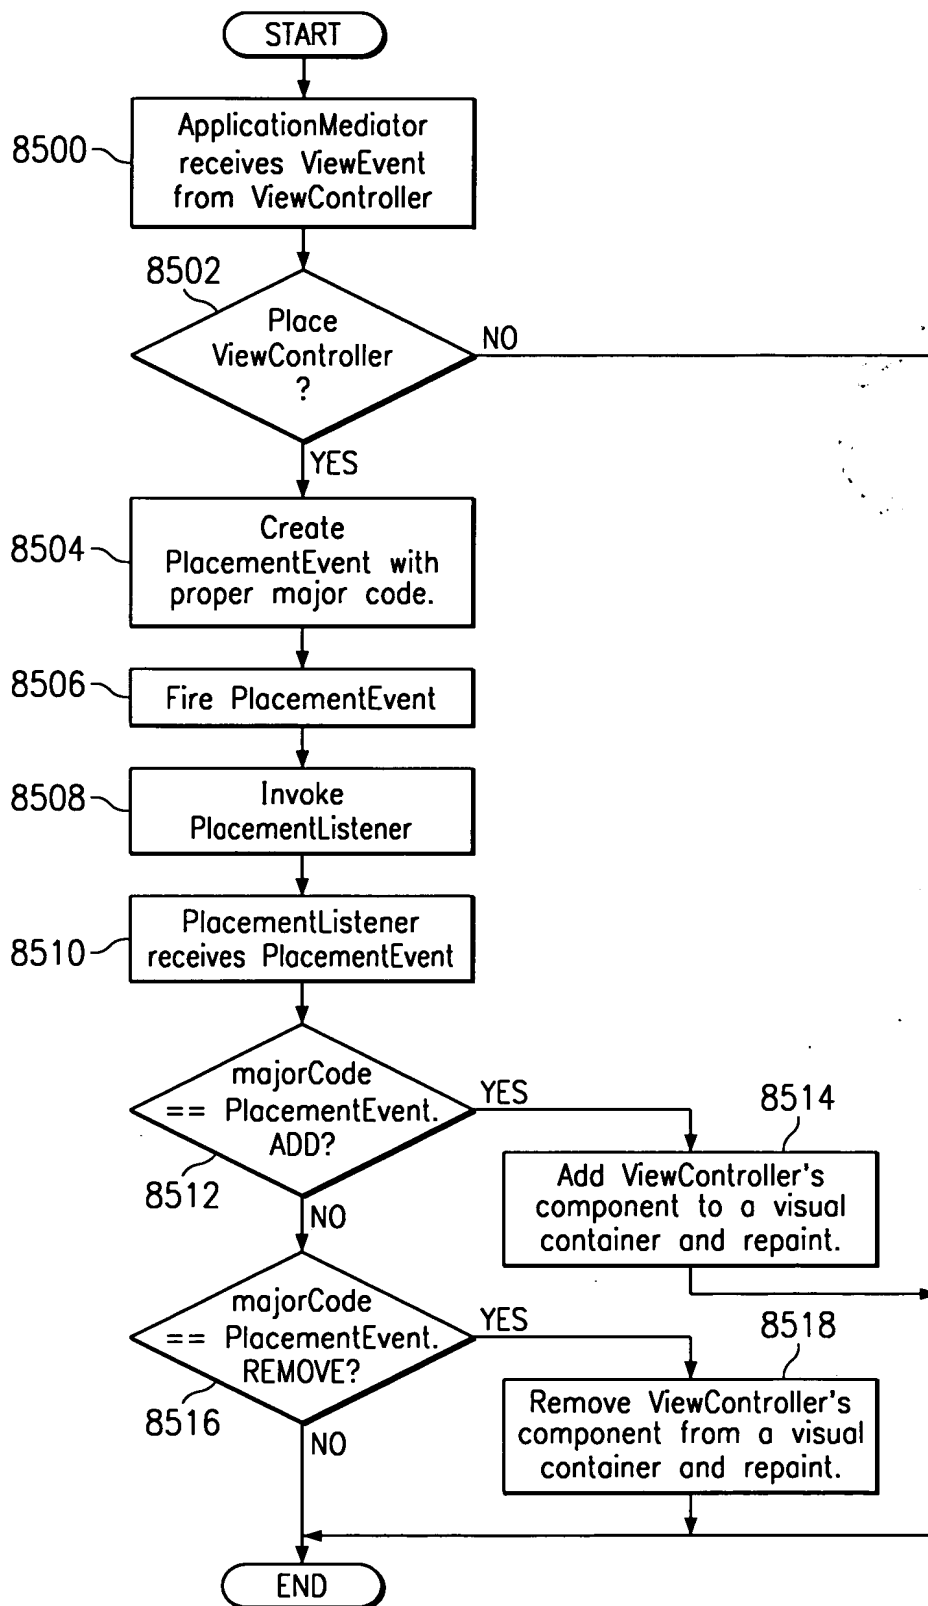 START
8500
ApplicationMediator
receives ViewEvent
from ViewController
8502
Place
ViewController
?
NO
YES
8504
Create
PlacementEvent with
proper major code.
8506
Fire PlacementEvent
8508
Invoke
PlacementListener
8510
PlacementListener
receives PlacementEvent
majorCode
== PlacementEvent.
ADD?
YES
8512
NO
8514
Add ViewController's
component to a visual
container and repaint.
majorCode
== PlacementEvent.
REMOVE?
YES
8516
NO
8518
Remove ViewController's
component from a visual
container and repaint.
END